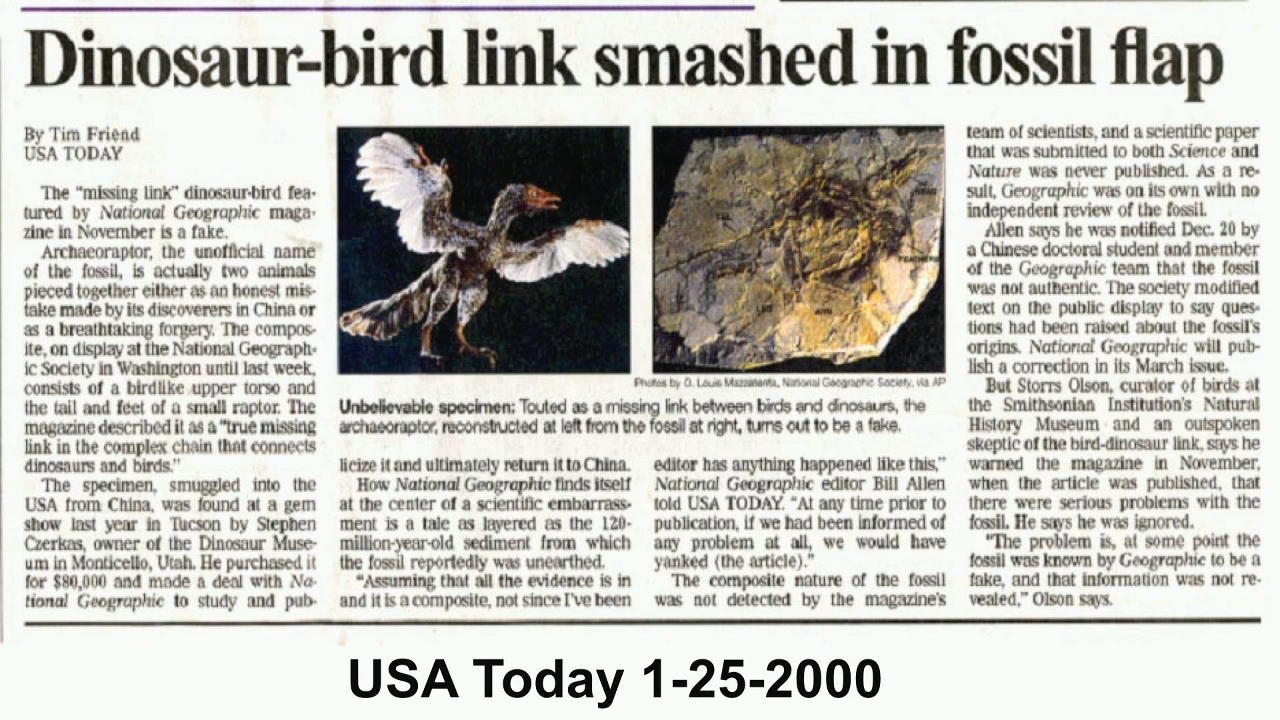 Dinosaur-bird link smashed in fossil flap
By Tim Friend
USA TODAY
The “missing link” dinosaur-bird fea-
tured by National Geographic maga-
zine in November is a fake.
Archaeoraptor, the unofficial name
of the fossil, is actually two animals
pieced together either as an honest mis-
take made by its discoverers in China or
as a breathtaking forgery. The compos-
ite, on display at the National Geograph-
ic Society in Washington until last week,
consists of a birdlike upper torso and
the tail and feet of a small raptor. The
magazine described it as a “true missing
link in the complex chain that connects
dinosaurs and birds.”
The specimen, smuggled into the
USA from China, was found at a gem
show last year in Tucson by Stephen
Czerkas, owner of the Dinosaur Muse-
um in Monticello, Utah. He purchased it
for $80,000 and made a deal with Na-
tional Geographic to study and pub-
HEAD
TAIL
FEATHERS
LEG
ARM
Photos by O. Louis Mazzatenta, National Geographic Society, via AP
Unbelievable specimen: Touted as a missing link between birds and dinosaurs, the
archaeoraptor, reconstructed at left from the fossil at right, turns out to be a fake.
licize it and ultimately return it to China.
How National Geographic finds itself
at the center of a scientific embarrass-
ment is a tale as layered as the 120-
million-year-old sediment from which
the fossil reportedly was unearthed.
“Assuming that all the evidence is in
and it is a composite, not since I've been
editor has anything happened like this,”
National Geographic editor Bill Allen
told USA TODAY. “At any time prior to
publication, if we had been informed of
any problem at all, we would have
yanked (the article).”
The composite nature of the fossil
was not detected by the magazine's
team of scientists, and a scientific paper
that was submitted to both Science and
Nature was never published. As a re-
sult, Geographic was on its own with no
independent review of the fossil.
Allen says he was notified Dec. 20 by
a Chinese doctoral student and member
of the Geographic team that the fossil
was not authentic. The society modified
text on the public display to say ques-
tions had been raised about the fossil's
origins. National Geographic will pub-
lish a correction in its March issue.
But Storrs Olson, curator of birds at
the Smithsonian Institution's Natural
History Museum and an outspoken
skeptic of the bird-dinosaur link, says he
warned the magazine in November,
when the article was published, that
there were serious problems with the
fossil. He says he was ignored.
“The problem is, at some point the
fossil was known by Geographic to be a
fake, and that information was not re-
vealed,” Olson says.
USA Today 1-25-2000